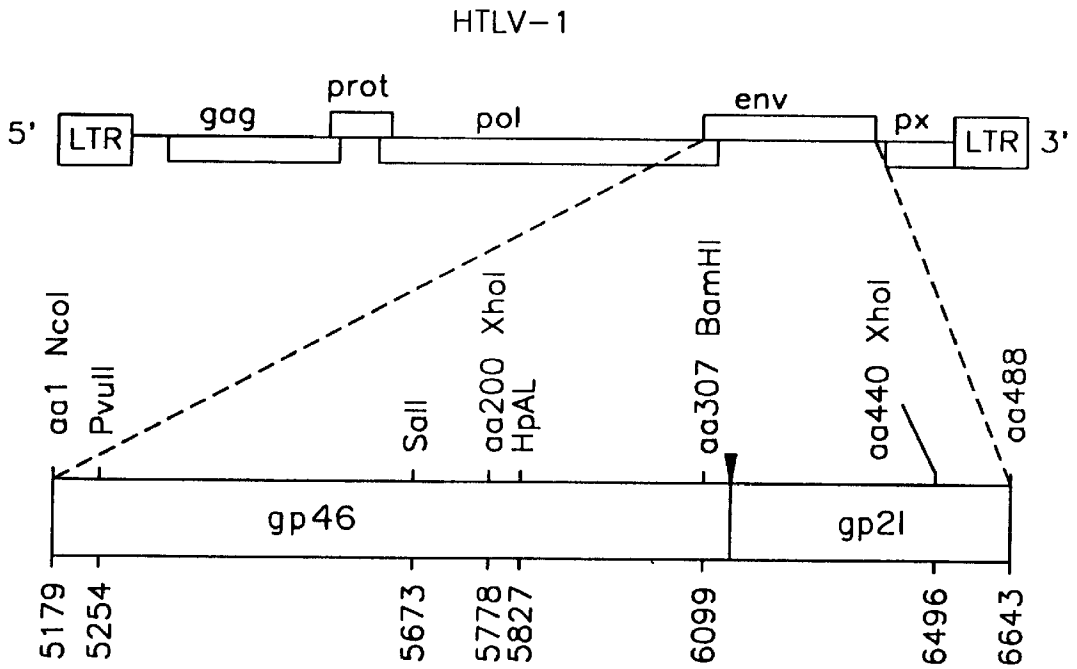 HTLV-1
prot
env
gag
pol
px
5' LTR
LTR 3'
aa1 NcoI
PvuII
SalI
aa200 XhoI
HpAL
aa307 BamHI
aa440 XhoI
aa488
gp46
gp21
5179
5254
5673
5778
5827
6099
6496
6643